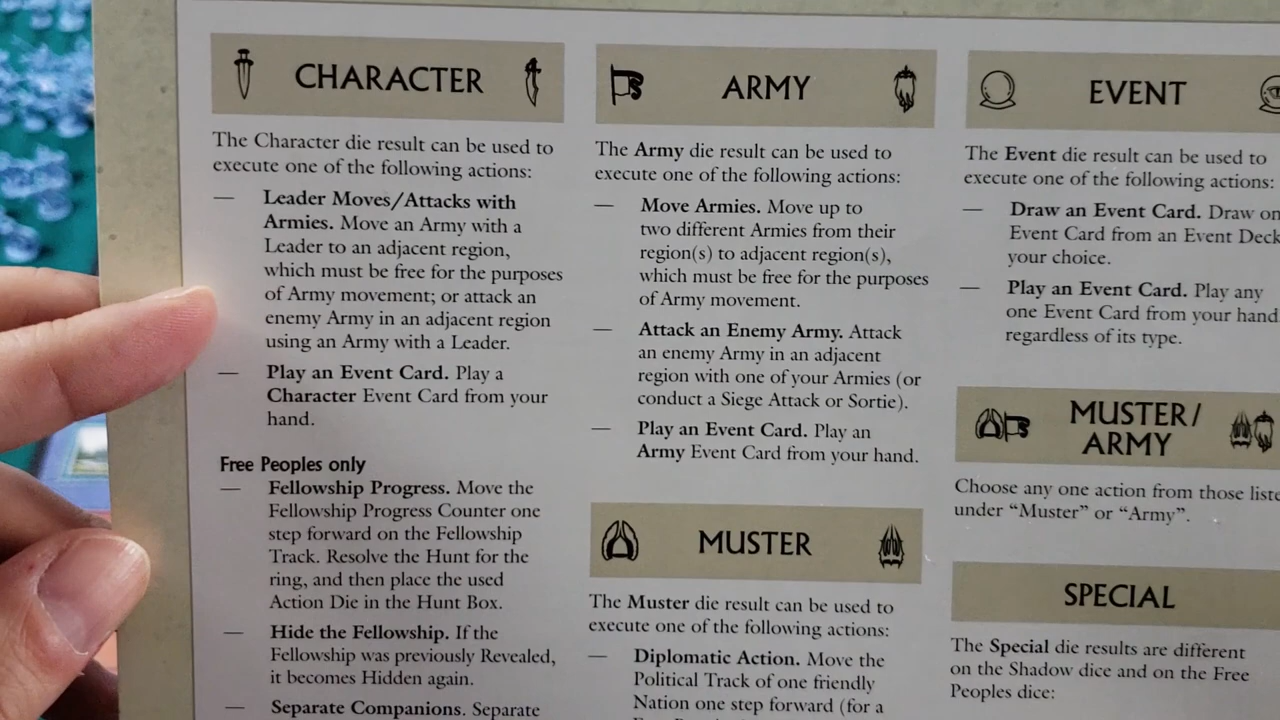 CHARACTER
The Character die result can be used to
execute one of the following actions:
— Leader Moves/Attacks with
Armies. Move an Army with a
Leader to an adjacent region,
which must be free for the purposes
of Army movement; or attack an
enemy Army in an adjacent region
using an Army with a Leader.
— Play an Event Card. Play a
Character Event Card from your
hand.
Free Peoples only
— Fellowship Progress. Move the
Fellowship Progress Counter one
step forward on the Fellowship
Track. Resolve the Hunt for the
ring, and then place the used
Action Die in the Hunt Box.
— Hide the Fellowship. If the
Fellowship was previously Revealed,
it becomes Hidden again.
— Separate Companions. Separate
ARMY
The Army die result can be used to
execute one of the following actions:
— Move Armies. Move up to
two different Armies from their
region(s) to adjacent region(s),
which must be free for the purposes
of Army movement.
— Attack an Enemy Army. Attack
an enemy Army in an adjacent
region with one of your Armies (or
conduct a Siege Attack or Sortie).
— Play an Event Card. Play an
Army Event Card from your hand.
MUSTER
The Muster die result can be used to
execute one of the following actions:
— Diplomatic Action. Move the
Political Track of one friendly
Nation one step forward (for a
EVENT
The Event die result can be used to
execute one of the following actions:
— Draw an Event Card. Draw on
Event Card from an Event Deck
your choice.
— Play an Event Card. Play any
one Event Card from your hand
regardless of its type.
MUSTER/
ARMY
Choose any one action from those liste
under “Muster” or “Army”.
SPECIAL
The Special die results are different
on the Shadow dice and on the Free
Peoples dice: